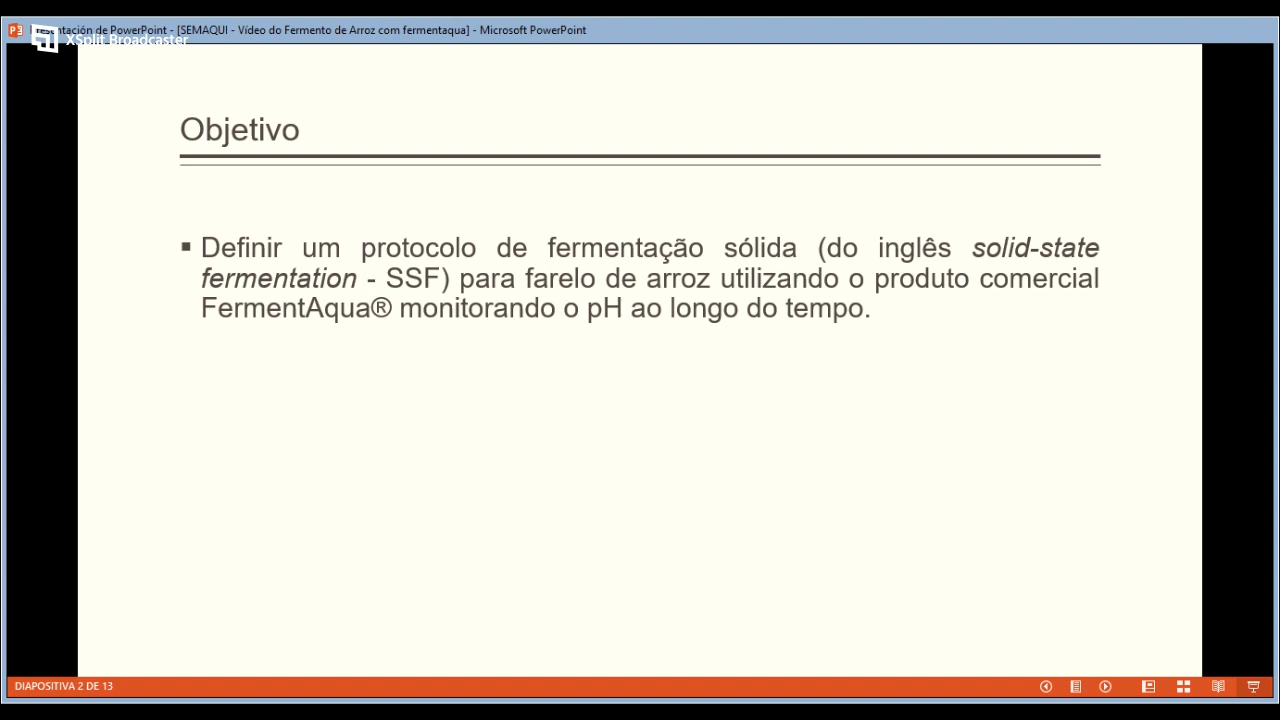 Presentación de PowerPoint - [SEMAQUI - Vídeo do Fermento de Arroz com fermentaqua] - Microsoft PowerPoint
XSplit Broadcaster
Objetivo
▪ Definir um protocolo de fermentação sólida (do inglês solid-state
fermentation - SSF) para farelo de arroz utilizando o produto comercial
FermentAqua® monitorando o pH ao longo do tempo.
DIAPOSITIVA 2 DE 13